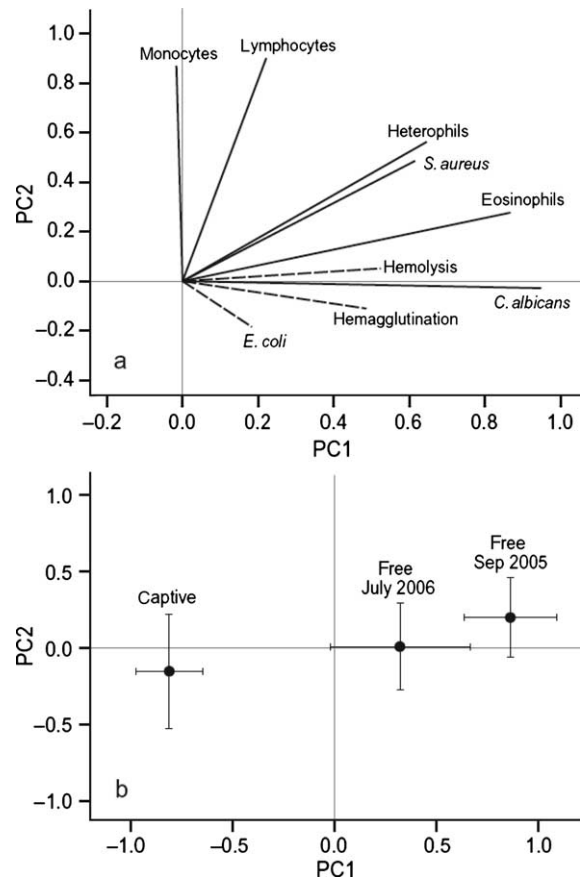 1.0
Monocytes
Lymphocytes
0.8
0.6
Heterophils
S. aureus
0.4
Eosinophils
PC2
0.2
Hemolysis
0.0
C. albicans
Hemagglutination
−0.2
E. coli
−0.4
a
−0.2 0.0 0.2 0.4 0.6 0.8 1.0
PC1
1.0
Free
Sep 2005
Free
July 2006
0.5
Captive
PC2
0.0
−0.5
−1.0
b
−1.0 −0.5 0.0 0.5 1.0
PC1